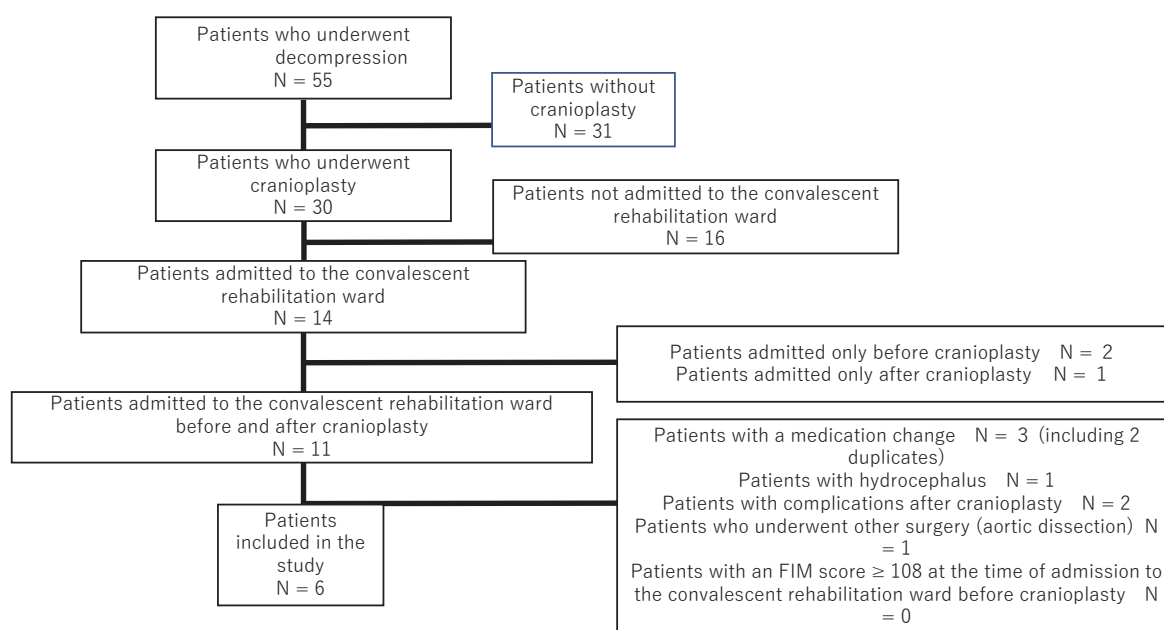 Patients who underwent
decompression
N = 55
Patients without
cranioplasty
N = 31
Patients who underwent
cranioplasty
N = 30
Patients not admitted to the convalescent
rehabilitation ward
N = 16
Patients admitted to the convalescent
rehabilitation ward
N = 14
Patients admitted only before cranioplasty N = 2
Patients admitted only after cranioplasty N = 1
Patients admitted to the convalescent rehabilitation ward
before and after cranioplasty
N = 11
Patients with a medication change N = 3 (including 2
duplicates)
Patients with hydrocephalus N = 1
Patients with complications after cranioplasty N = 2
Patients who underwent other surgery (aortic dissection) N
= 1
Patients with an FIM score ≥ 108 at the time of admission to
the convalescent rehabilitation ward before cranioplasty N
= 0
Patients
included in the
study
N = 6